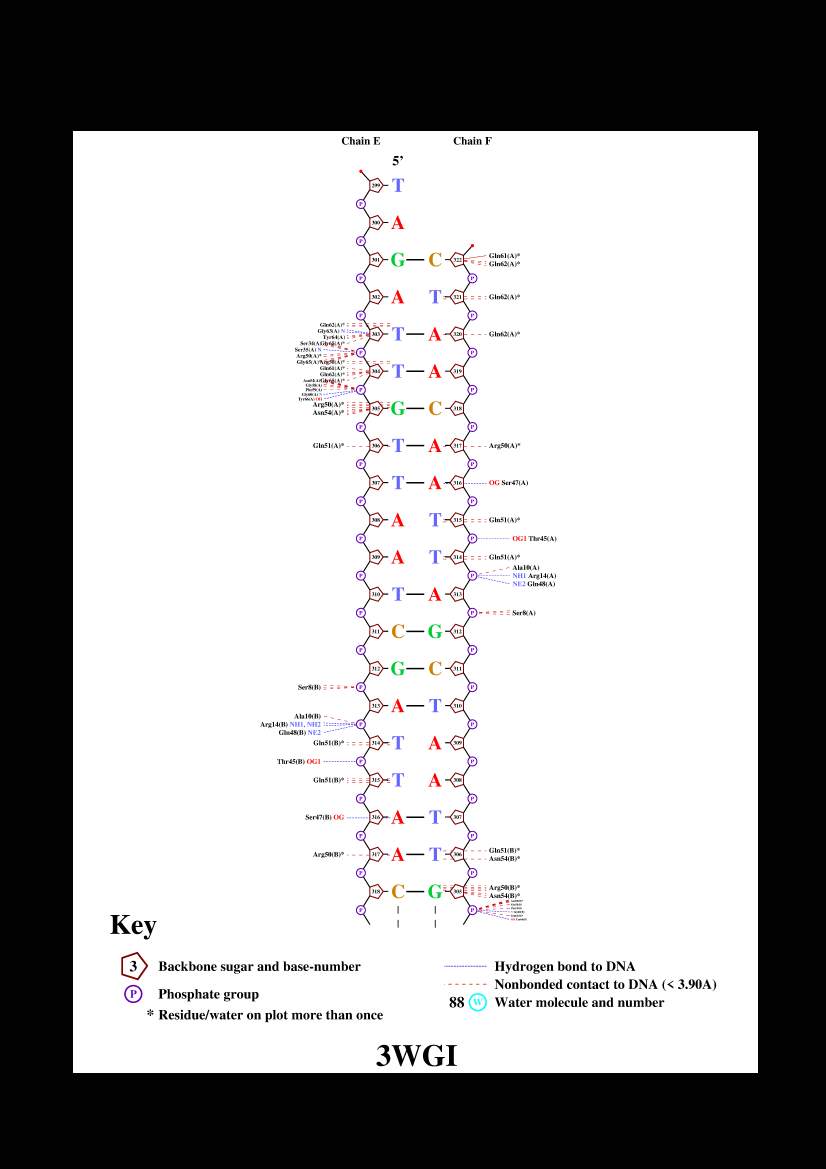 Chain E Chain F
5’
299 T
P
300 A
P
301 G C 322 Gln61(A)*
Gln62(A)*
P P
302 A T 321 Gln62(A)*
P P
Gln62(A)*
Gly63(A) N
303 T A 320 Gln62(A)*
Tyr64(A)
Ser35(A) N
P P
Arg50(A)*
304 T A 319
Gln61(A)*
Gln62(A)*
P P
Arg50(A)*
305 G C 318
Asn54(A)*
P P
Gln51(A)* 306 T A 317 Arg50(A)*
P P
307 T A 316 OG Ser47(A)
P P
308 A T 315 Gln51(A)*
P P OG1 Thr45(A)
309 A T 314 Gln51(A)*
P P
Ala10(A)
NH1 Arg14(A)
NE2 Gln48(A)
310 T A 313
P P Ser8(A)
311 C G 312
P P
312 G C 311
Ser8(B) P P
313 A T 310
Ala10(B)
Arg14(B) NH1, NH2 P P
Gln48(B) NE2
Gln51(B)* 314 T A 309
Thr45(B) OG1 P P
Gln51(B)* 315 T A 308
P P
Ser47(B) OG 316 A T 307
P P
Arg50(B)* 317 A T 306 Gln51(B)*
Asn54(B)*
P P
318 C G 305 Arg50(B)*
Asn54(B)*
P P
Key
3 Backbone sugar and base-number
P Phosphate group
* Residue/water on plot more than once
Hydrogen bond to DNA
Nonbonded contact to DNA (< 3.90A)
88 W Water molecule and number
3WGI